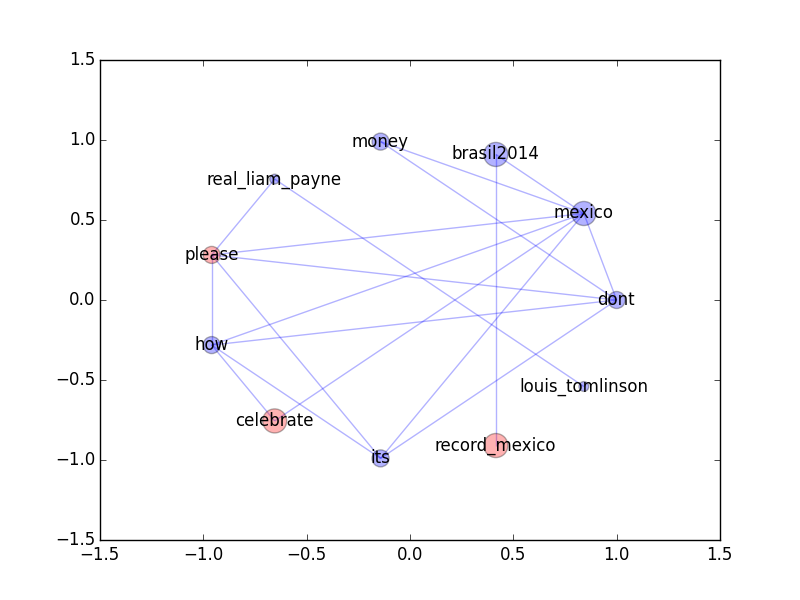 1.5
1.0
0.5
0.0
−0.5
−1.0
−1.5
money
brasil2014
real_liam_payne
mexico
please
dont
how
louis_tomlinson
celebrate
record_mexico
its
−1.5 −1.0 −0.5 0.0 0.5 1.0 1.5